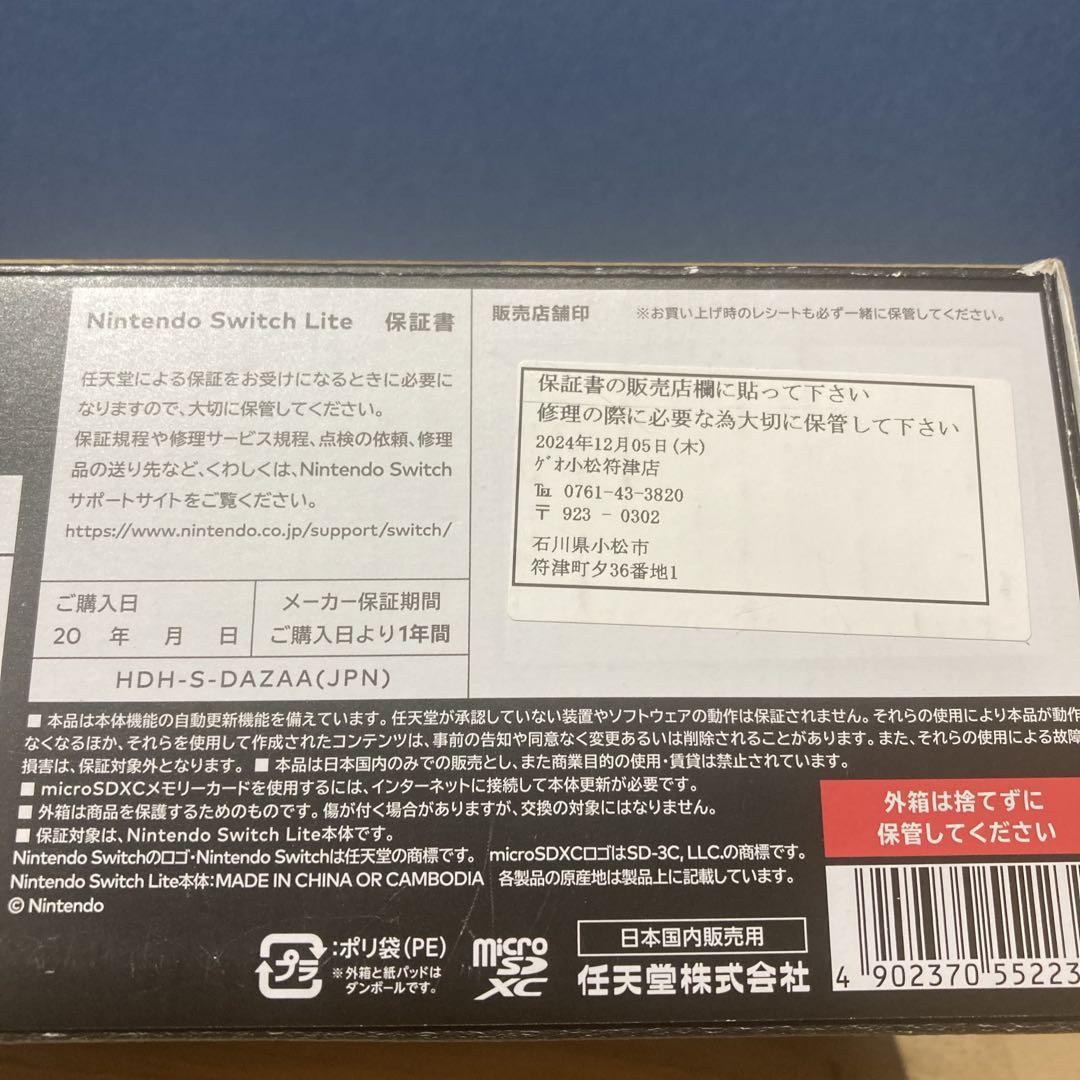 Nintendo Switch Lite 保証書
任天堂による保証をお受けになるときに必要に
なりますので、大切に保管してください。
保証規程や修理サービス規程、点検の依頼、修理
品の送り先など、くわしくは、Nintendo Switch
サポートサイトをご覧ください。
https://www.nintendo.co.jp/support/switch/
ご購入日
20 年 月 日
メーカー保証期間
ご購入日より1年間
HDH-S-DAZAA(JPN)
販売店舗印 ※お買い上げ時のレシートも必ず一緒に保管してください。
保証書の販売店欄に貼って下さい
修理の際に必要な為大切に保管して下さい
2024年12月05日(木)
ゲオ小松符津店
℡ 0761-43-3820
〒 923 - 0302
石川県小松市
符津町タ36番地1
■ 本品は本体機能の自動更新機能を備えています。任天堂が承認していない装置やソフトウェアの動作は保証されません。それらの使用により本品が動作
なくなるほか、それらを使用して作成されたコンテンツは、事前の告知や同意なく変更あるいは削除されることがあります。また、それらの使用による故障
損害は、保証対象外となります。 ■ 本品は日本国内のみでの販売とし、また商業目的の使用・賃貸は禁止されています。
■ microSDXCメモリーカードを使用するには、インターネットに接続して本体更新が必要です。
■ 外箱は商品を保護するためのものです。傷が付く場合がありますが、交換の対象にはなりません。
■ 保証対象は、Nintendo Switch Lite本体です。
Nintendo Switchのロゴ・Nintendo Switchは任天堂の商標です。 microSDXCロゴはSD-3C, LLC.の商標です。
Nintendo Switch Lite本体：MADE IN CHINA OR CAMBODIA 各製品の原産地は製品上に記載しています。
© Nintendo
外箱は捨てずに
保管してください
プラ
：ポリ袋(PE)
※外箱と紙パッドは
ダンボールです。
micro
SD
XC
日本国内販売用
任天堂株式会社
4 902370 55223